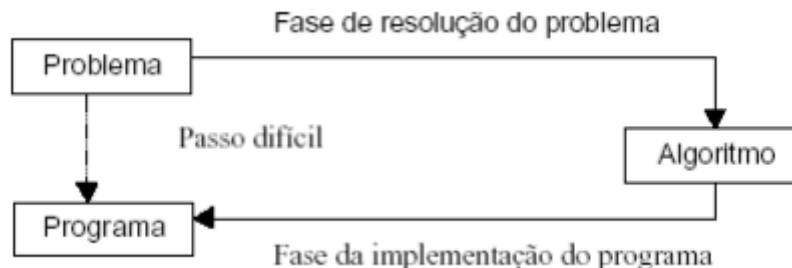 Fase de resolução do problema
Problema
Passo difícil
Algoritmo
Programa
Fase da implementação do programa